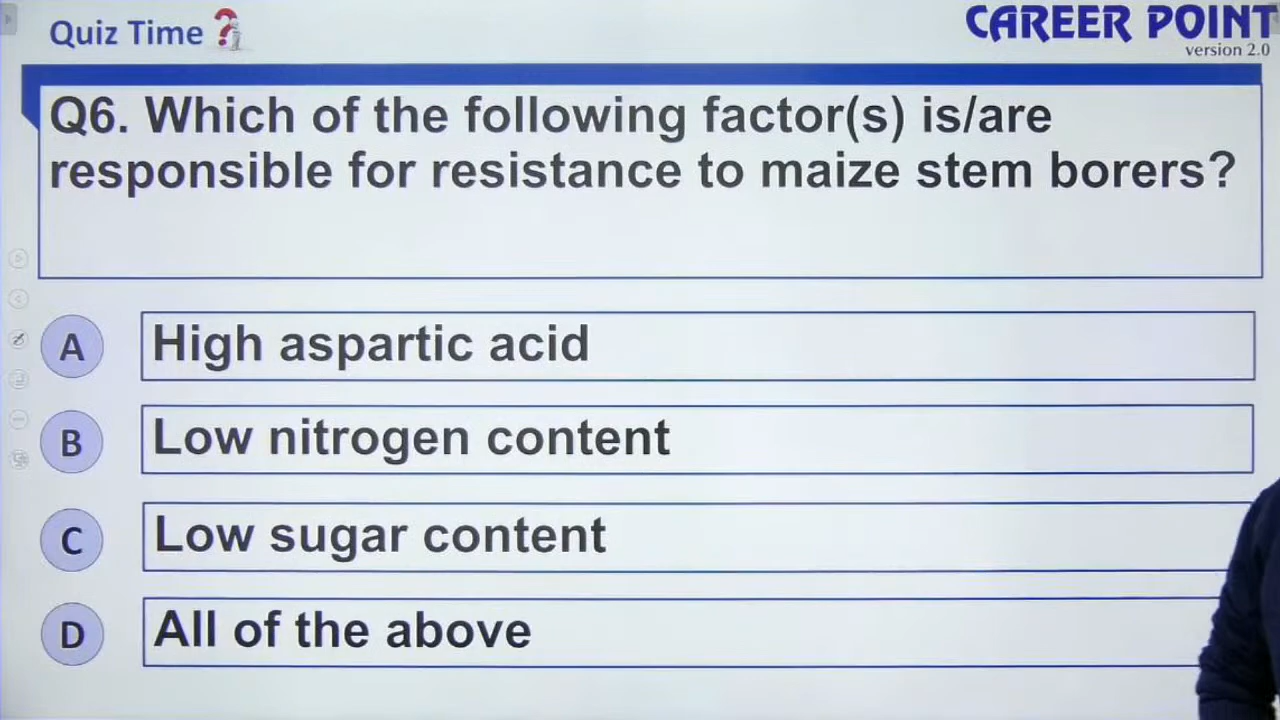 Quiz Time
CAREER POINT
version 2.0
Q6. Which of the following factor(s) is/are
responsible for resistance to maize stem borers?
A High aspartic acid
B Low nitrogen content
C Low sugar content
D All of the above